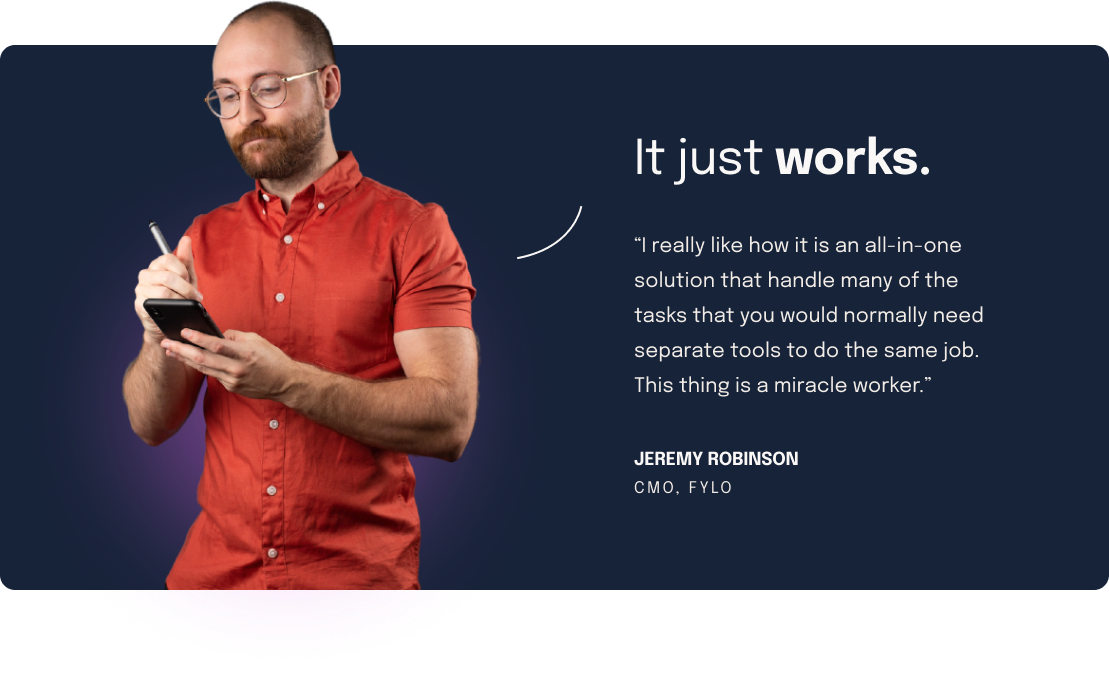 It just works.
“I really like how it is an all-in-one
solution that handle many of the
tasks that you would normally need
separate tools to do the same job.
This thing is a miracle worker.”
JEREMY ROBINSON
CMO, FYLO